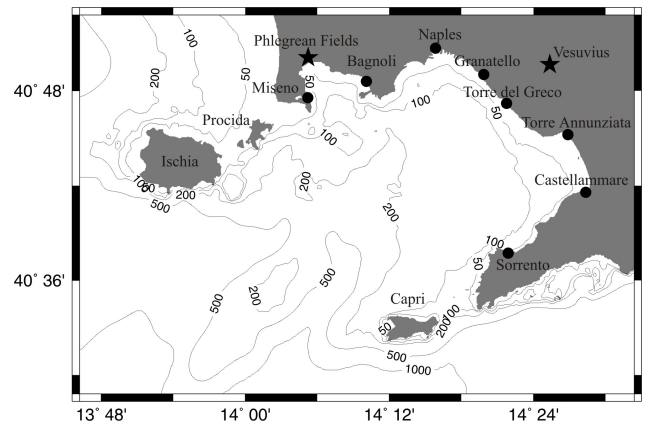 Naples
Phlegrean Fields
Vesuvius
100
Bagnoli
Granatello
200
50
50
40° 48'
Miseno
Torre del Greco
100
50
Procida
Torre Annunziata
100
Ischia
200
Castellammare
100
200
500
200
100
50
Sorrento
40° 36'
500
200
500
Capri
50
200
100
500
1000
13° 48'
14° 00'
14° 12'
14° 24'